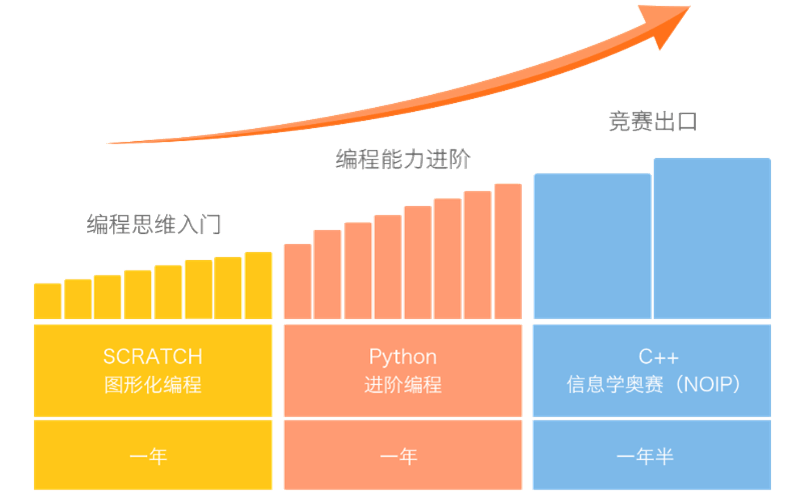 竞赛出口
编程能力进阶
编程思维入门
SCRATCH
图形化编程
Python
进阶编程
C++
信息学奥赛（NOIP）
一年
一年
一年半